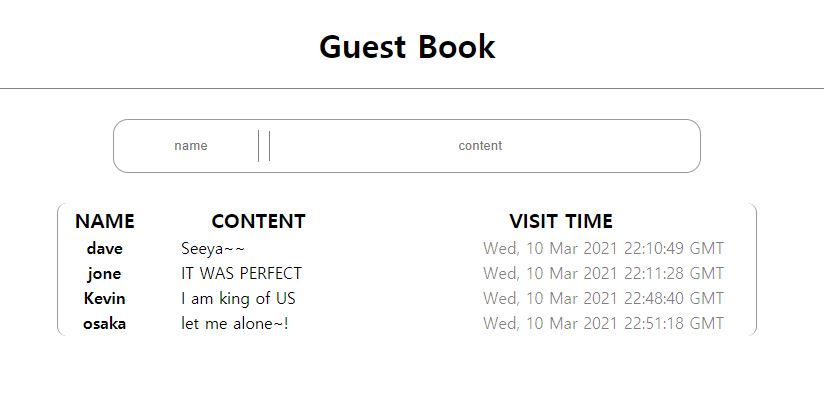 Guest Book
name content
NAME CONTENT VISIT TIME
dave Seeya~~ Wed, 10 Mar 2021 22:10:49 GMT
jone IT WAS PERFECT Wed, 10 Mar 2021 22:11:28 GMT
Kevin I am king of US Wed, 10 Mar 2021 22:48:40 GMT
osaka let me alone~! Wed, 10 Mar 2021 22:51:18 GMT